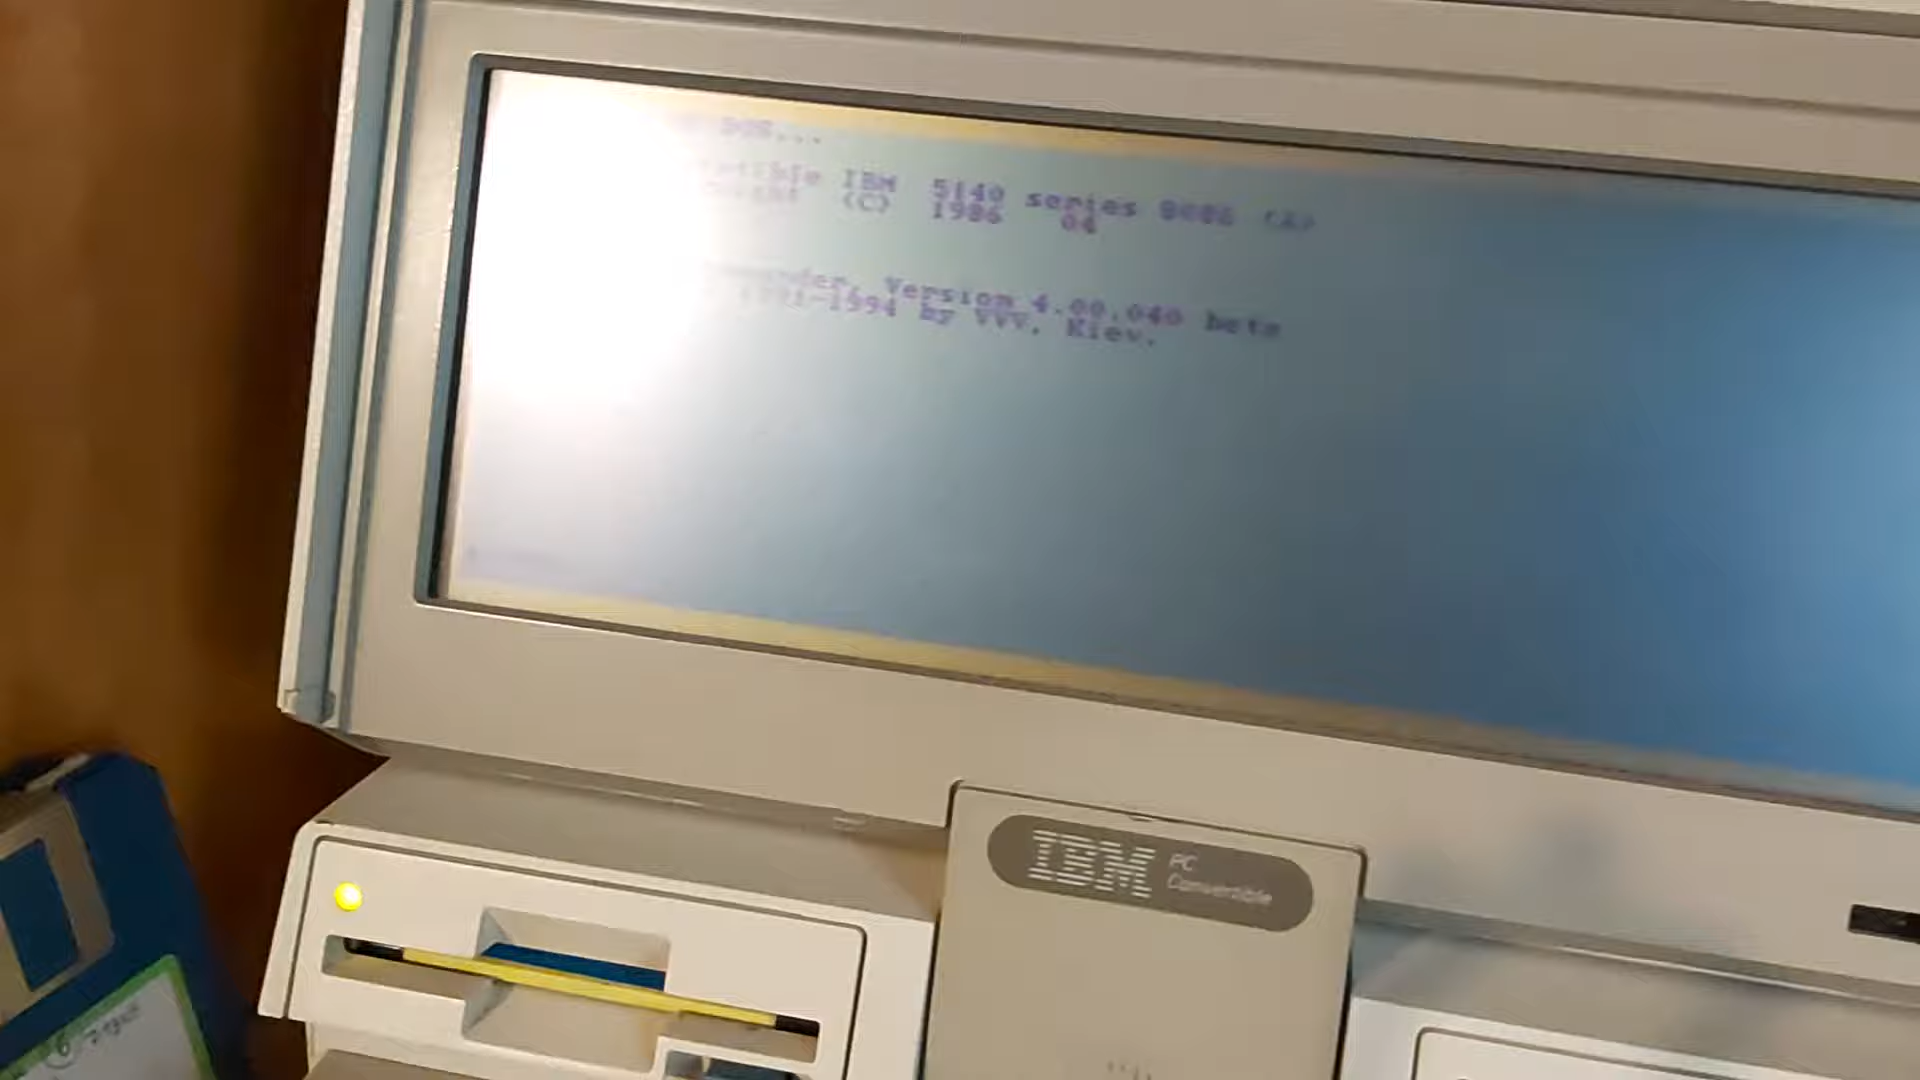 DOS...
IBM 5140 series 8086 (A)
(C) 1986 04
Version 4.00.040 beta
-1994 by VVV, Kiev.
IBM PC
Convertible
6